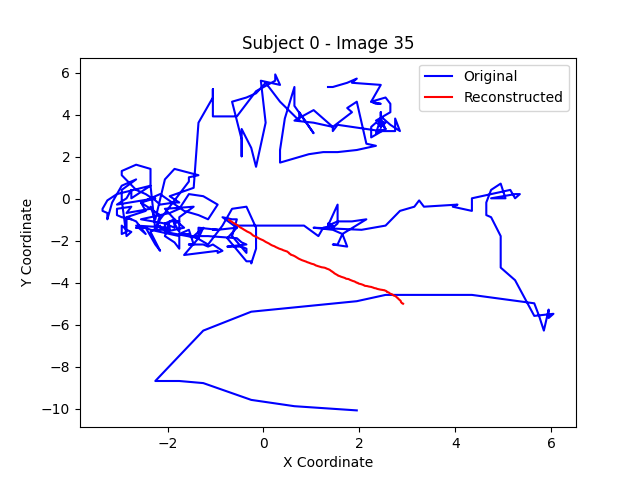 Subject 0 - Image 35
Original
Reconstructed
6
4
2
0
−2
−4
−6
−8
−10
Y Coordinate
−2
0
2
4
6
X Coordinate